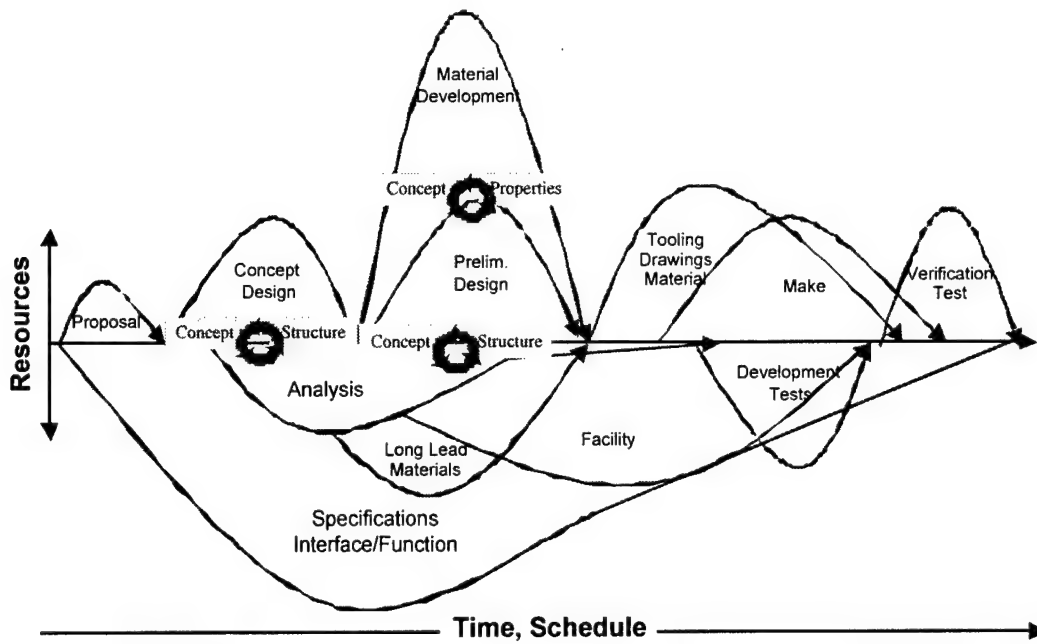 Material
Development
Concept Properties
Concept
Design
Prelim.
Design
Tooling
Drawings
Material
Make
Verification
Test
Proposal
Concept Structure
Concept Structure
Resources
Analysis
Development
Tests
Long Lead
Materials
Facility
Specifications
Interface/Function
Time, Schedule